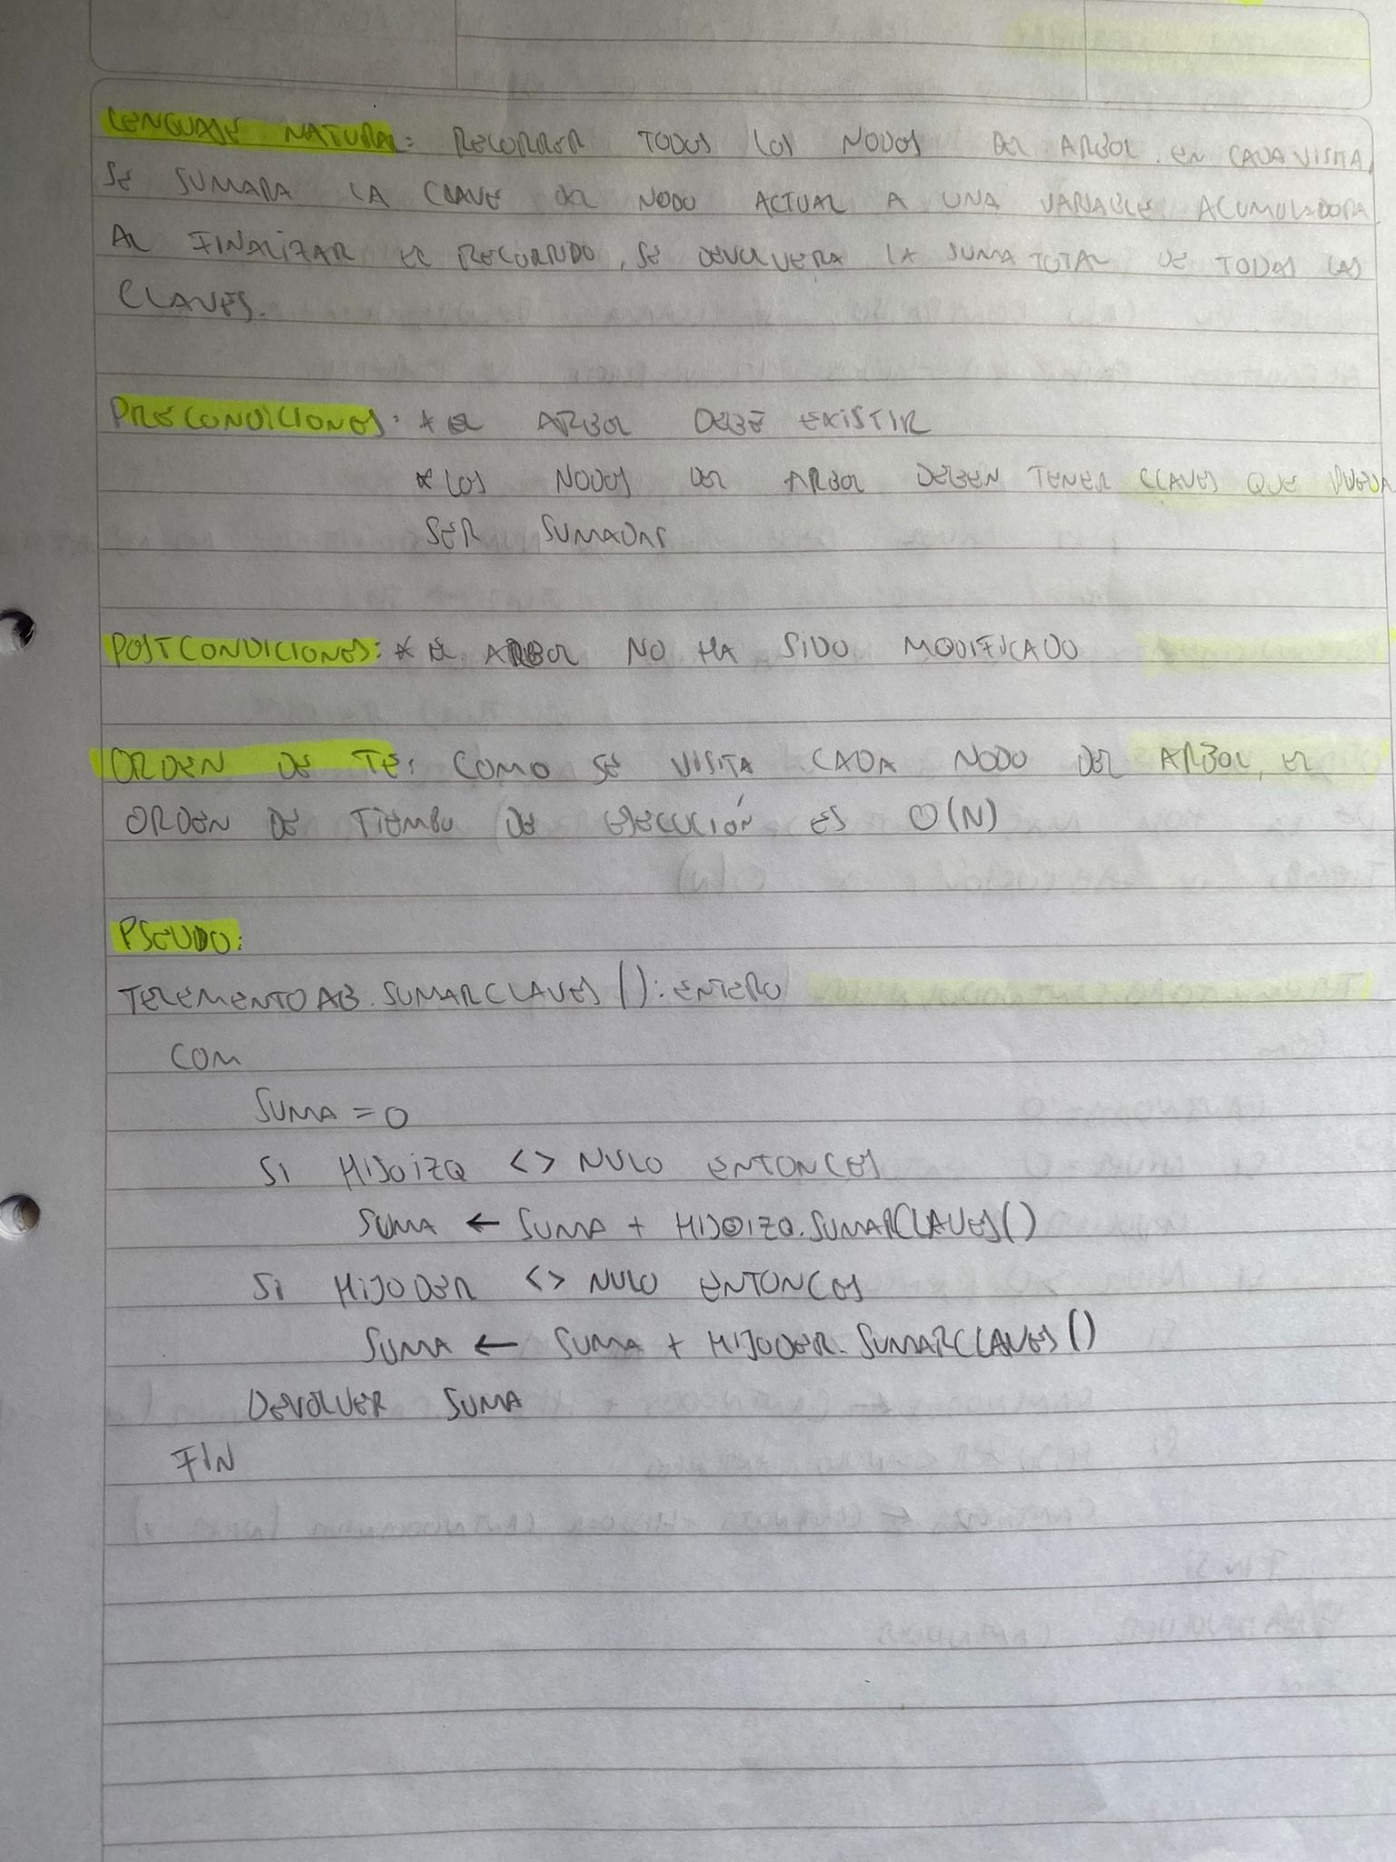 LENGUAJE NATURAL: RECORRER TODOS LOS NODOS DEL ARBOL. EN CADA VISITA,
SE SUMARA LA CLAVE DEL NODO ACTUAL A UNA VARIABLE ACUMULADORA.
AL FINALIZAR EL RECORRIDO, SE DEVOLVERA LA SUMA TOTAL DE TODAS LAS
CLAVES.
PRECONDICIONES: * EL ARBOL DEBE EXISTIR
* LOS NODOS DEL ARBOL DEBEN TENER CLAVES QUE PUEDA
SER SUMADAS
POSTCONDICIONES: * EL ARBOL NO HA SIDO MODIFICADO
ORDEN DE TE: COMO SE VISITA CADA NODO DEL ARBOL, EL
ORDEN DE TIEMPO DE EJECUCIÓN ES O(N)
PSEUDO:
TELEMENTOAB.SUMARCLAVES(): ENTERO
COM
SUMA = 0
SI HIJOIZQ <> NULO ENTONCES
SUMA ← SUMA + HIJOIZQ.SUMARCLAVES()
SI HIJODER <> NULO ENTONCES
SUMA ← SUMA + HIJODER.SUMARCLAVES()
DEVOLVER SUMA
FIN